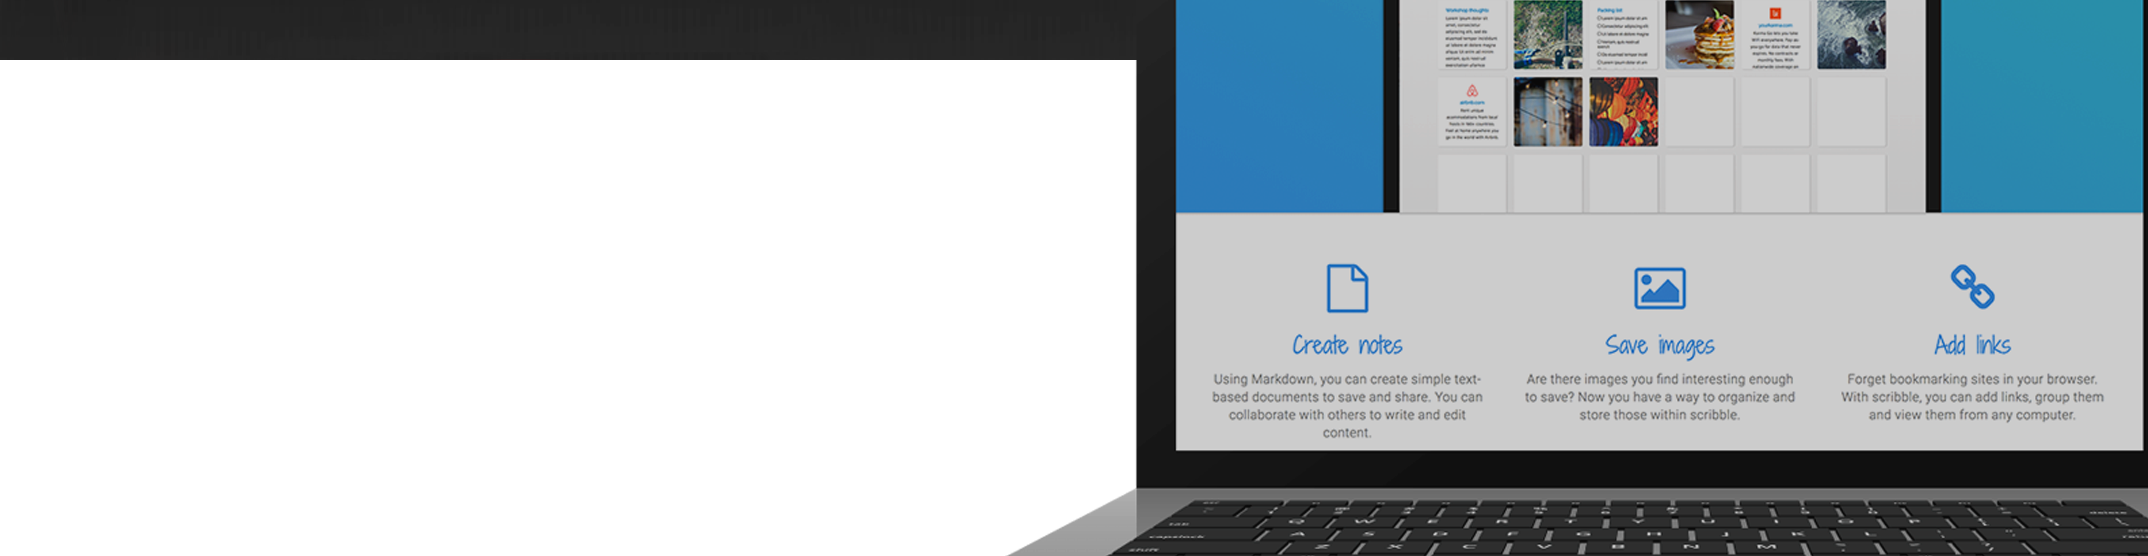 Workshop thoughts
Packing list
airbnb.com
Create notes
Using Markdown, you can create simple text-
based documents to save and share. You can
collaborate with others to write and edit
content.
Save images
Are there images you find interesting enough
to save? Now you have a way to organize and
store those within scribble.
Add links
Forget bookmarking sites in your browser.
With scribble, you can add links, group them
and view them from any computer.
tab
Q W E R T Y U I O P
capslock A S D F G H J K L
shift Z X C V B N M